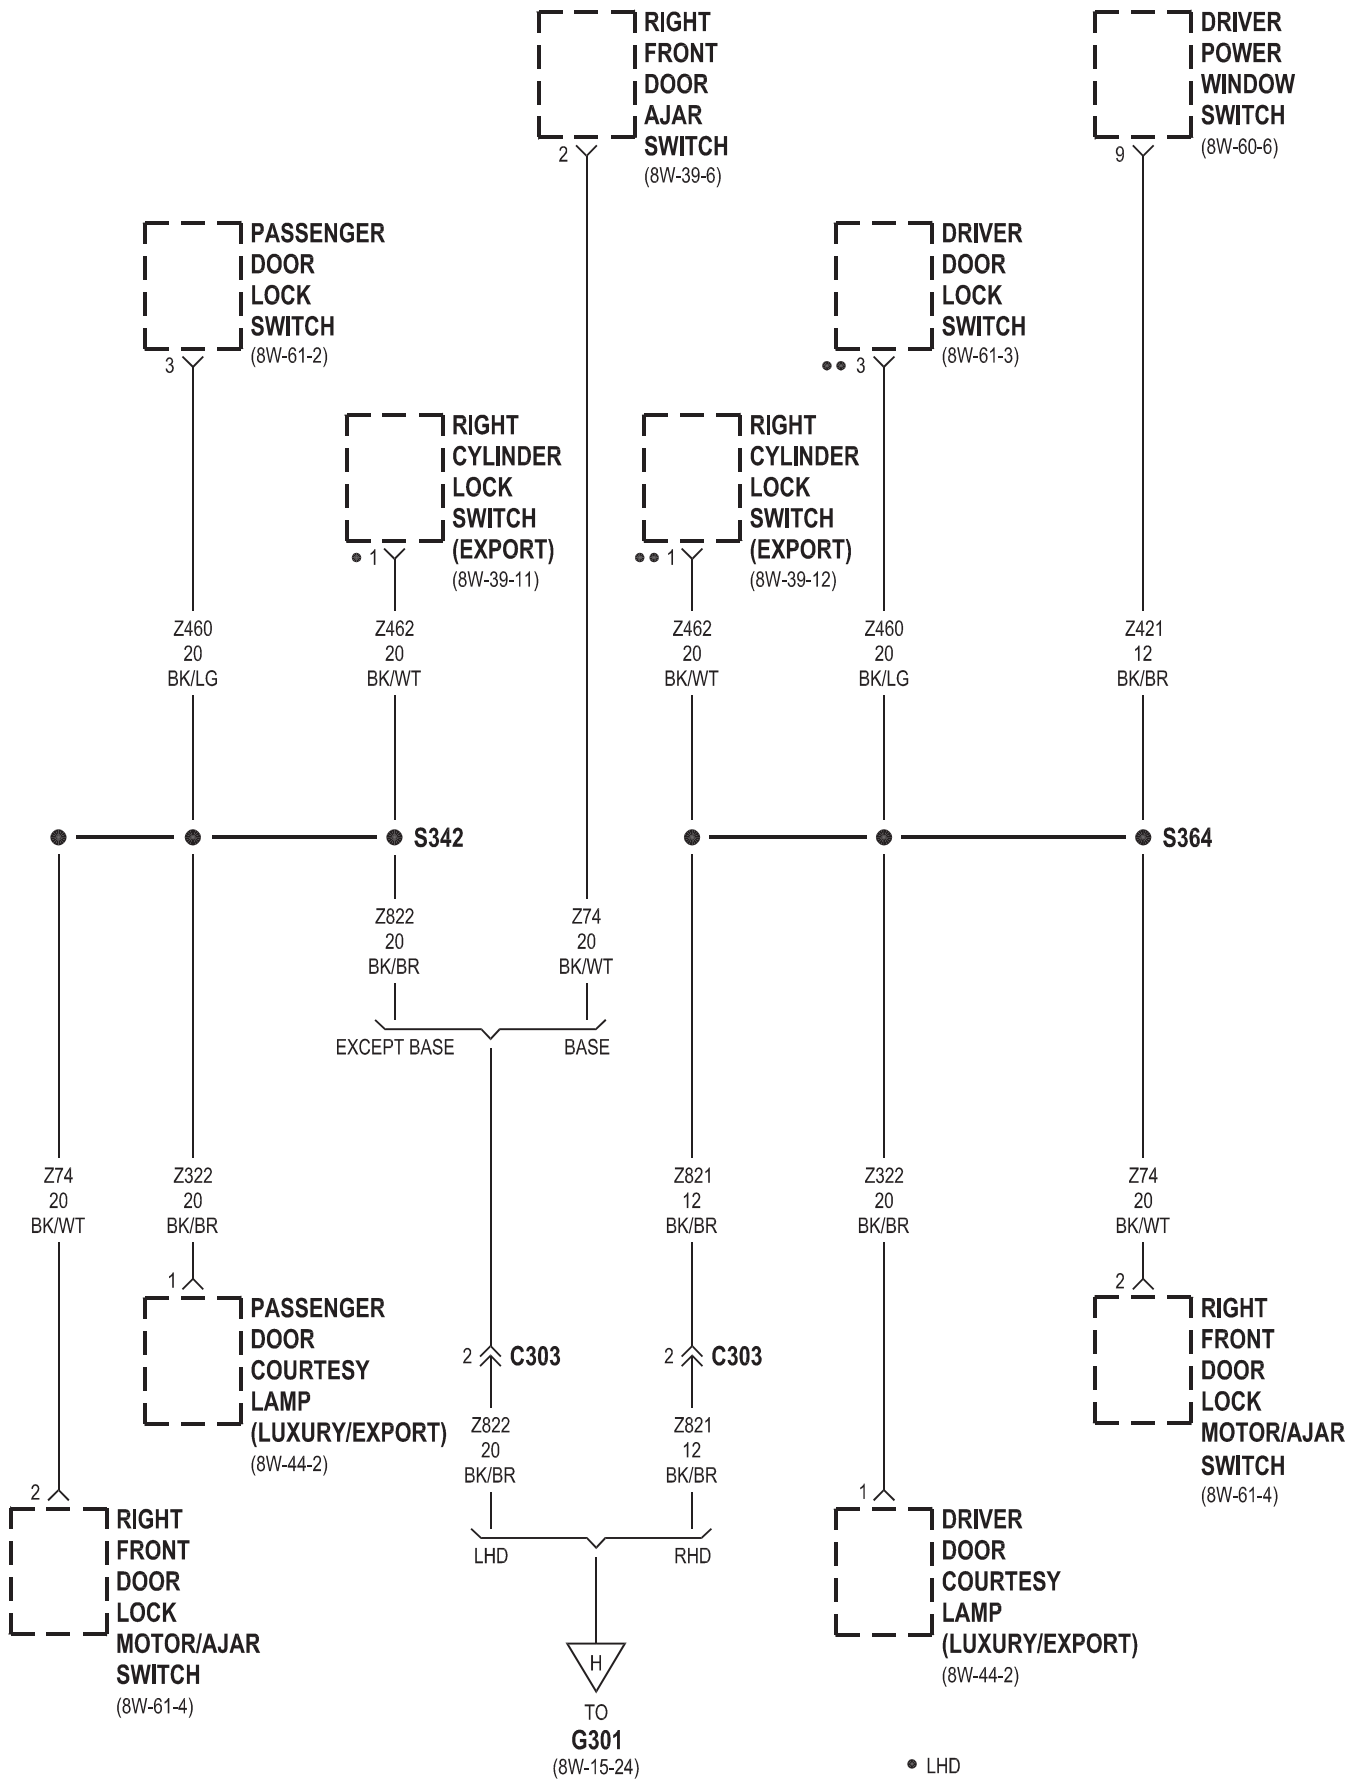 RIGHT
FRONT
DOOR
AJAR
SWITCH
(8W-39-6)
2
DRIVER
POWER
WINDOW
SWITCH
(8W-60-6)
9
PASSENGER
DOOR
LOCK
SWITCH
(8W-61-2)
3
DRIVER
DOOR
LOCK
SWITCH
(8W-61-3)
3
RIGHT
CYLINDER
LOCK
SWITCH
(EXPORT)
(8W-39-11)
1
RIGHT
CYLINDER
LOCK
SWITCH
(EXPORT)
(8W-39-12)
1
Z460
20
BK/LG
Z462
20
BK/WT
Z462
20
BK/WT
Z460
20
BK/LG
Z421
12
BK/BR
S342
S364
Z822
20
BK/BR
Z74
20
BK/WT
EXCEPT BASE
BASE
Z74
20
BK/WT
Z322
20
BK/BR
Z821
12
BK/BR
Z322
20
BK/BR
Z74
20
BK/WT
1
PASSENGER
DOOR
COURTESY
LAMP
(LUXURY/EXPORT)
(8W-44-2)
2 C303
2 C303
2
RIGHT
FRONT
DOOR
LOCK
MOTOR/AJAR
SWITCH
(8W-61-4)
Z822
20
BK/BR
Z821
12
BK/BR
2
RIGHT
FRONT
DOOR
LOCK
MOTOR/AJAR
SWITCH
(8W-61-4)
LHD
RHD
1
DRIVER
DOOR
COURTESY
LAMP
(LUXURY/EXPORT)
(8W-44-2)
H
TO
G301
(8W-15-24)
• LHD